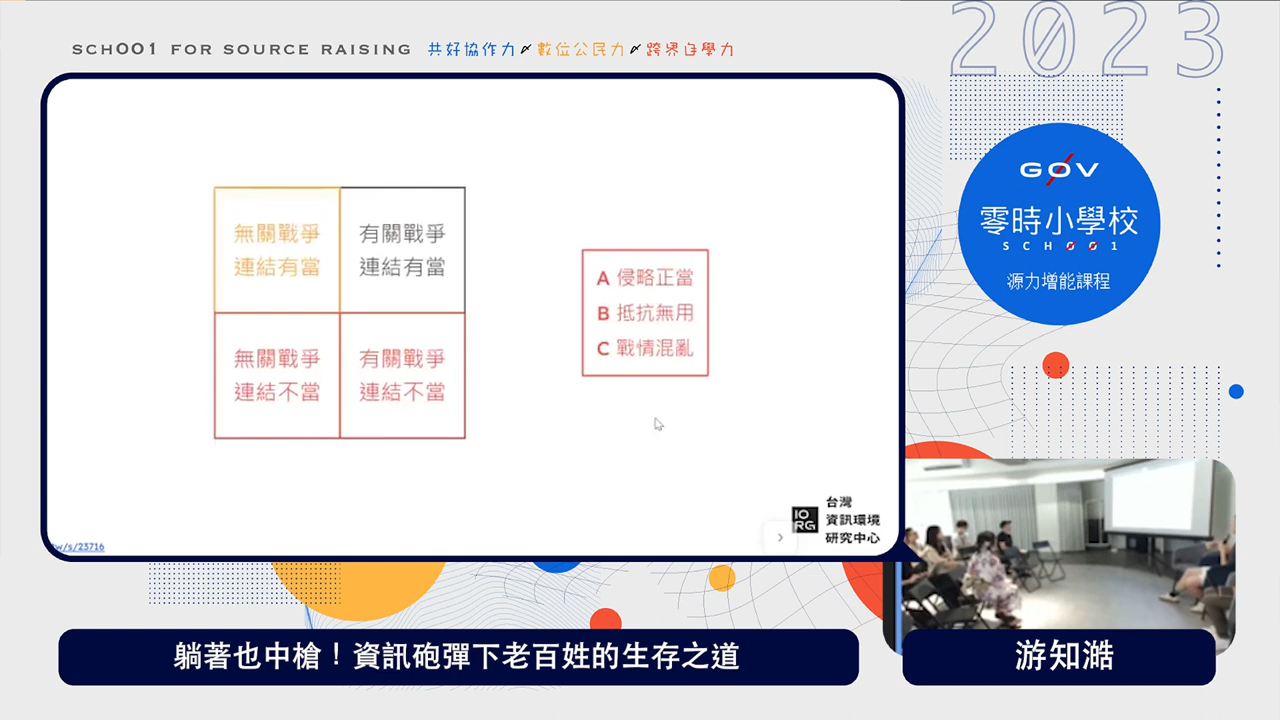 SCH001 FOR SOURCE RAISING 共好協作力 數位公民力 跨界自學力
2023
G0V
零時小學校
SCH001
源力增能課程
無關戰爭
連結有當
有關戰爭
連結有當
無關戰爭
連結不當
有關戰爭
連結不當
A 侵略正當
B 抵抗無用
C 戰情混亂
IORG
台灣
資訊環境
研究中心
w/s/23716
躺著也中槍！資訊砲彈下老百姓的生存之道
游知澔